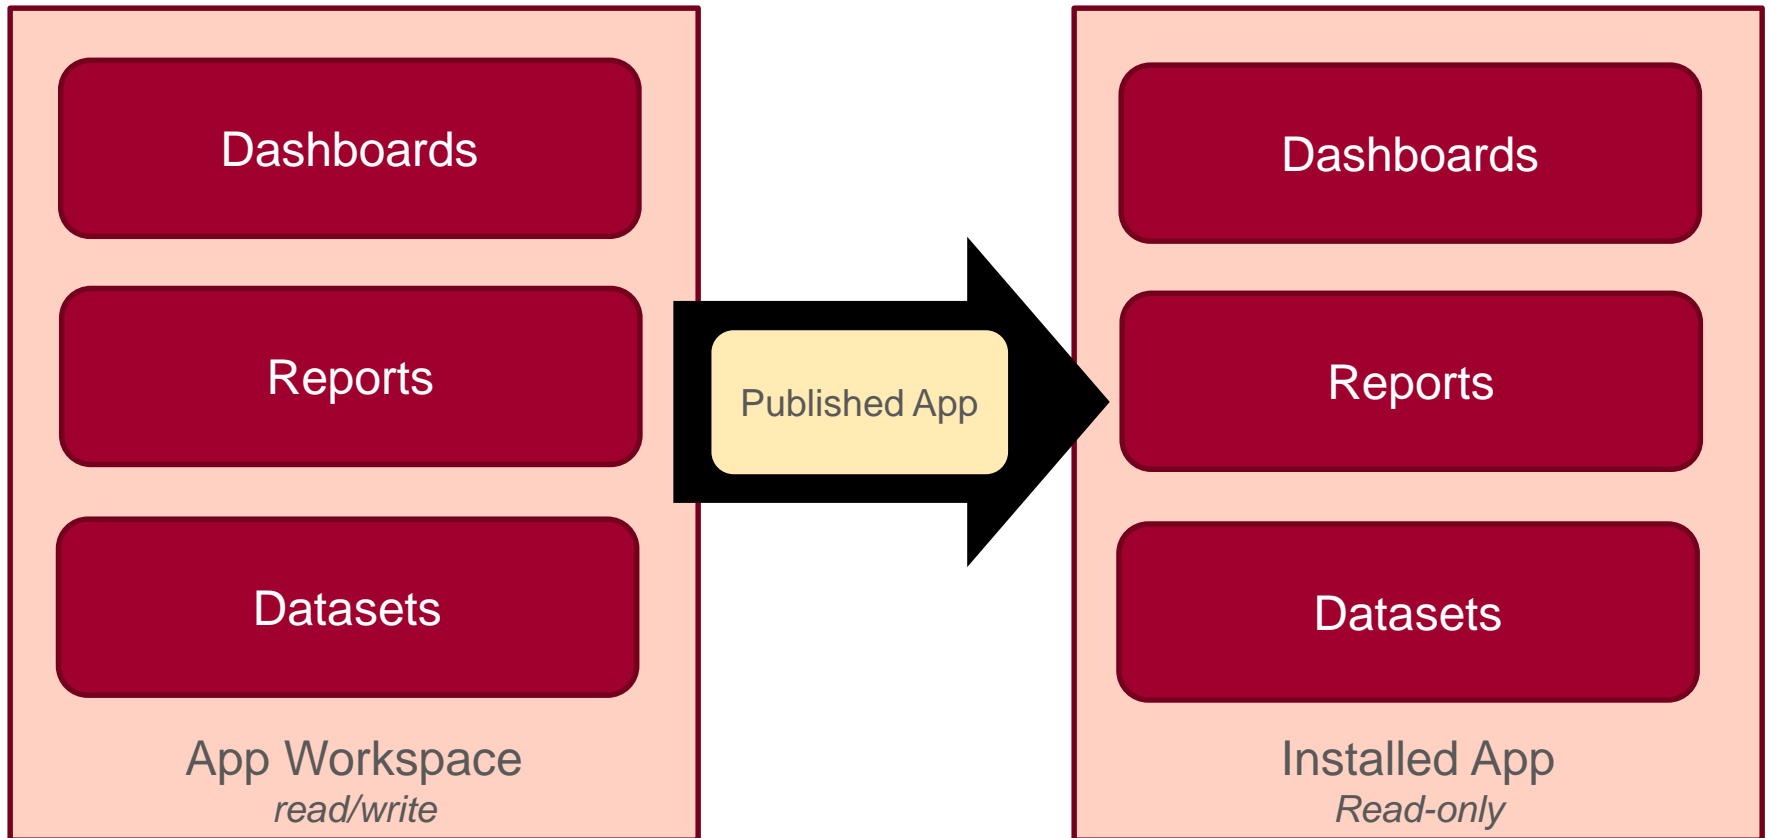 Dashboards
Reports
Datasets
App Workspace
read/write
Published App
Dashboards
Reports
Datasets
Installed App
Read-only